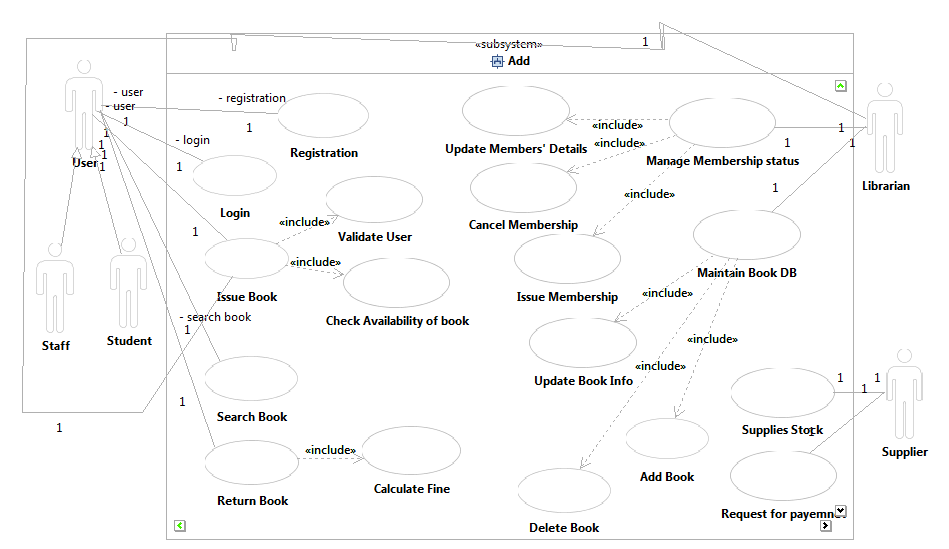 «subsystem»
Add
1
- user
- user
1
- registration
1
1
1
1
1
User
- login
1
Registration
Login
1
Issue Book
«include»
Validate User
«include»
Check Availability of book
- search book
1
Staff
Student
1
Search Book
1
Return Book
«include»
Calculate Fine
Update Members' Details
«include»
«include»
Manage Membership status
1
1
1
Librarian
Cancel Membership
«include»
1
Issue Membership
Maintain Book DB
«include»
«include»
Update Book Info
«include»
Add Book
Delete Book
1
1
1
Supplies Stock
1
Supplier
Request for payemn